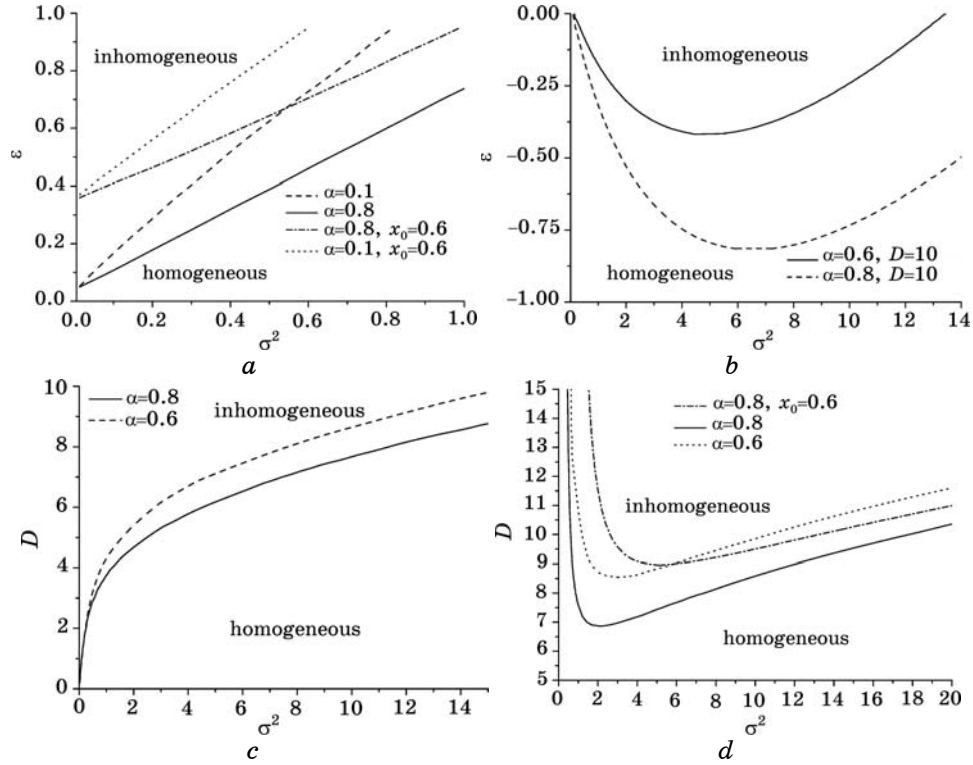 1.0
0.8
0.6
0.4
0.2
0.0
ε
inhomogeneous
homogeneous
α=0.1
α=0.8
α=0.8, x₀=0.6
α=0.1, x₀=0.6
0.0 0.2 0.4 0.6 0.8 1.0
σ²
a
0.00
−0.25
−0.50
−0.75
−1.00
ε
inhomogeneous
homogeneous
α=0.6, D=10
α=0.8, D=10
0 2 4 6 8 10 12 14
σ²
b
10
8
6
4
2
0
D
α=0.8
α=0.6
inhomogeneous
homogeneous
0 2 4 6 8 10 12 14
σ²
c
15
14
13
12
11
10
9
8
7
6
5
D
α=0.8, x₀=0.6
α=0.8
α=0.6
inhomogeneous
homogeneous
0 2 4 6 8 10 12 14 16 18 20
σ²
d